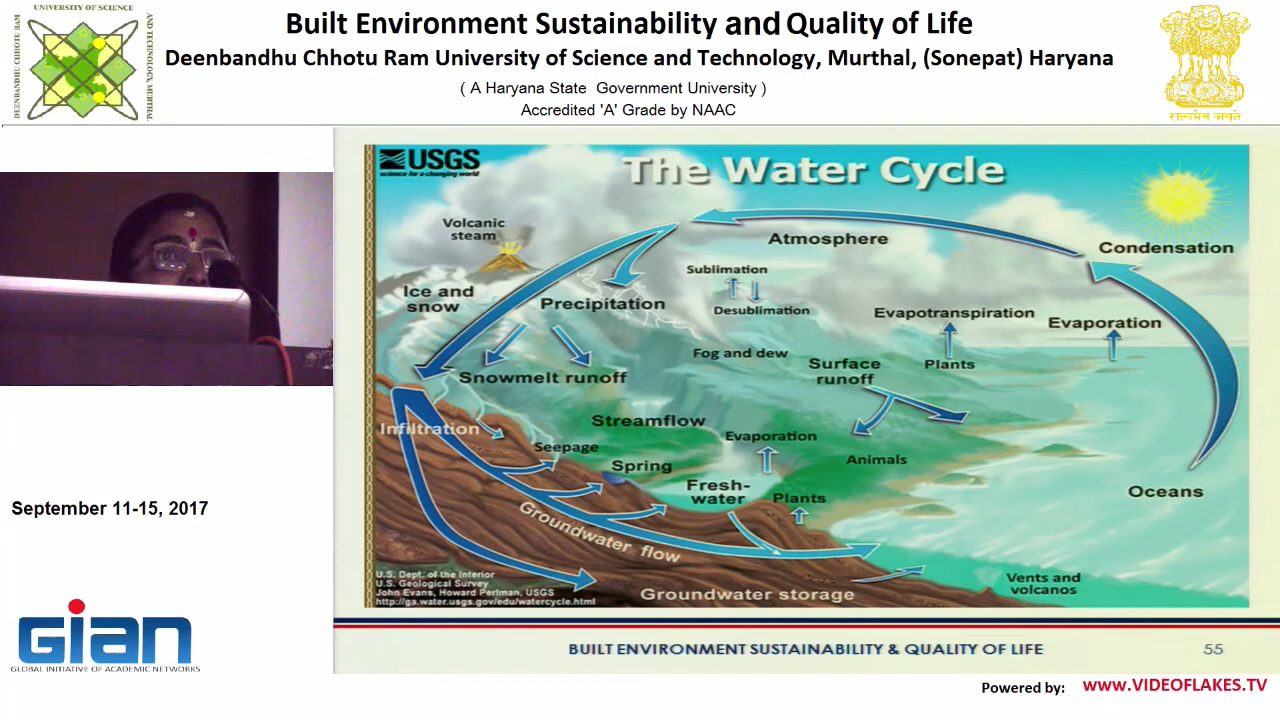 UNIVERSITY OF SCIENCE
DEENBANDHU CHHOTU RAM
AND TECHNOLOGY, MURTHAL
Built Environment Sustainability and Quality of Life
Deenbandhu Chhotu Ram University of Science and Technology, Murthal, (Sonepat) Haryana
( A Haryana State Government University )
Accredited 'A' Grade by NAAC
सत्यमेव जयते
USGS
science for a changing world
The Water Cycle
Volcanic
steam
Atmosphere
Condensation
Sublimation
Ice and
snow
Precipitation
Desublimation
Evapotranspiration
Evaporation
Fog and dew
Surface
runoff
Plants
Snowmelt runoff
Streamflow
Infiltration
Evaporation
Seepage
Animals
Spring
Fresh-
water
Plants
Oceans
Groundwater flow
U.S. Dept. of the Interior
U.S. Geological Survey
John Evans, Howard Perlman, USGS
http://ga.water.usgs.gov/edu/watercycle.html
Groundwater storage
Vents and
volcanos
September 11-15, 2017
GIAN
GLOBAL INITIATIVE OF ACADEMIC NETWORKS
BUILT ENVIRONMENT SUSTAINABILITY & QUALITY OF LIFE
55
Powered by: www.VIDEOFLAKES.TV